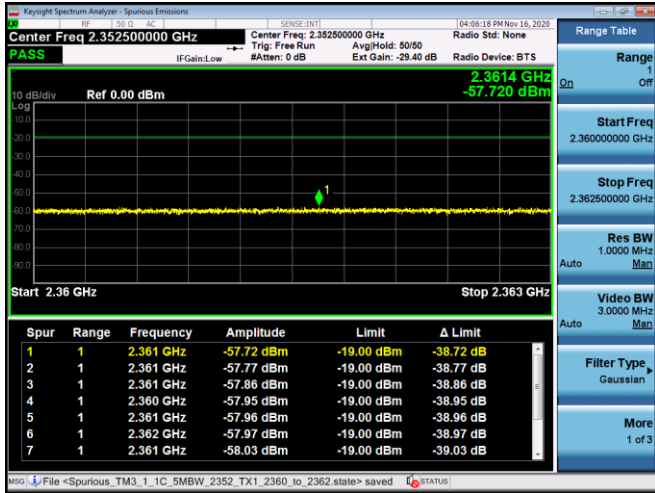 Keysight Spectrum Analyzer - Spurious Emissions
RF 50 Ω AC SENSE:INT 04:06:18 PM Nov 16, 2020
Center Freq 2.352500000 GHz
Center Freq: 2.352500000 GHz Radio Std: None
Trig: Free Run Avg|Hold: 50/50
PASS IFGain:Low #Atten: 0 dB Ext Gain: -29.40 dB Radio Device: BTS
2.3614 GHz
-57.720 dBm
10 dB/div Ref 0.00 dBm
Log
-10.0
-20.0
-30.0
-40.0
-50.0
-60.0
-70.0
-80.0
-90.0
1
Start 2.36 GHz Stop 2.363 GHz
Spur Range Frequency Amplitude Limit Δ Limit
1 1 2.361 GHz -57.72 dBm -19.00 dBm -38.72 dB
2 1 2.361 GHz -57.77 dBm -19.00 dBm -38.77 dB
3 1 2.361 GHz -57.86 dBm -19.00 dBm -38.86 dB
4 1 2.360 GHz -57.95 dBm -19.00 dBm -38.95 dB
5 1 2.361 GHz -57.96 dBm -19.00 dBm -38.96 dB
6 1 2.362 GHz -57.97 dBm -19.00 dBm -38.97 dB
7 1 2.361 GHz -58.03 dBm -19.00 dBm -39.03 dB
MSG File <Spurious_TM3_1_1C_5MBW_2352_TX1_2360_to_2362.state> saved STATUS
Range Table
Range
1
On Off
Start Freq
2.360000000 GHz
Stop Freq
2.362500000 GHz
Res BW
1.0000 MHz
Auto Man
Video BW
3.0000 MHz
Auto Man
Filter Type
Gaussian
More
1 of 3